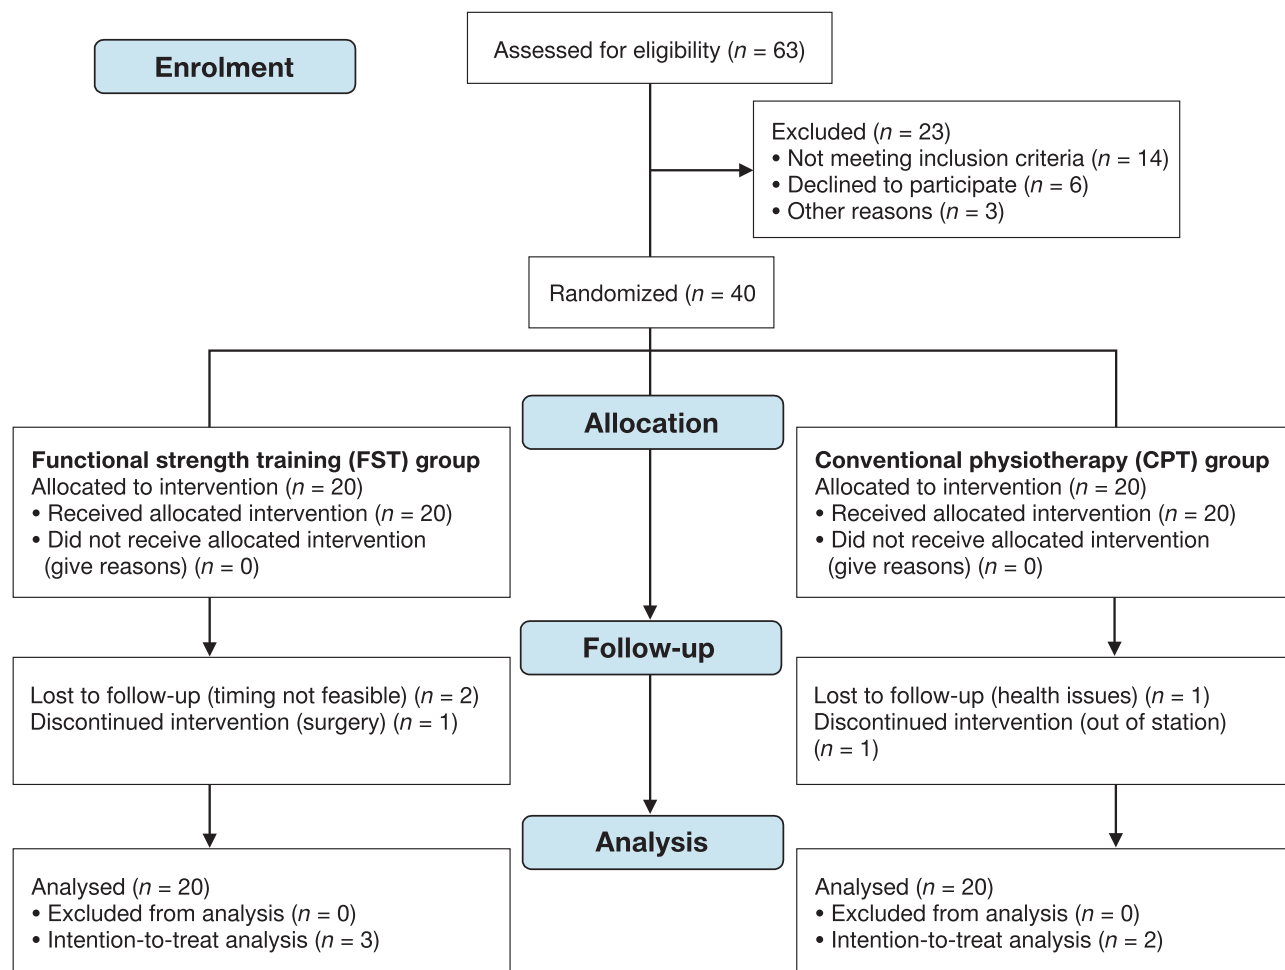 Enrolment
Assessed for eligibility (n = 63)
Excluded (n = 23)
• Not meeting inclusion criteria (n = 14)
• Declined to participate (n = 6)
• Other reasons (n = 3)
Randomized (n = 40
Allocation
Functional strength training (FST) group
Allocated to intervention (n = 20)
• Received allocated intervention (n = 20)
• Did not receive allocated intervention
(give reasons) (n = 0)
Conventional physiotherapy (CPT) group
Allocated to intervention (n = 20)
• Received allocated intervention (n = 20)
• Did not receive allocated intervention
(give reasons) (n = 0)
Follow-up
Lost to follow-up (timing not feasible) (n = 2)
Discontinued intervention (surgery) (n = 1)
Lost to follow-up (health issues) (n = 1)
Discontinued intervention (out of station)
(n = 1)
Analysis
Analysed (n = 20)
• Excluded from analysis (n = 0)
• Intention-to-treat analysis (n = 3)
Analysed (n = 20)
• Excluded from analysis (n = 0)
• Intention-to-treat analysis (n = 2)